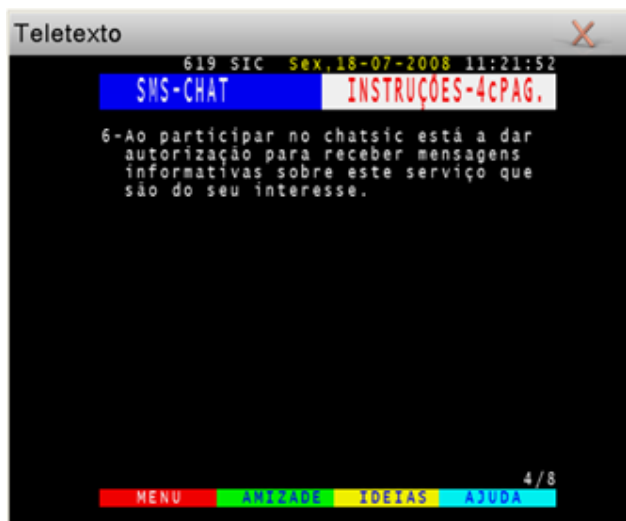 Teletexto
619 SIC Sex,18-07-2008 11:21:52
SMS-CHAT INSTRUÇÕES-4cPAG.
6-Ao participar no chatsic está a dar
autorização para receber mensagens
informativas sobre este serviço que
são do seu interesse.
4/8
MENU AMIZADE IDEIAS AJUDA